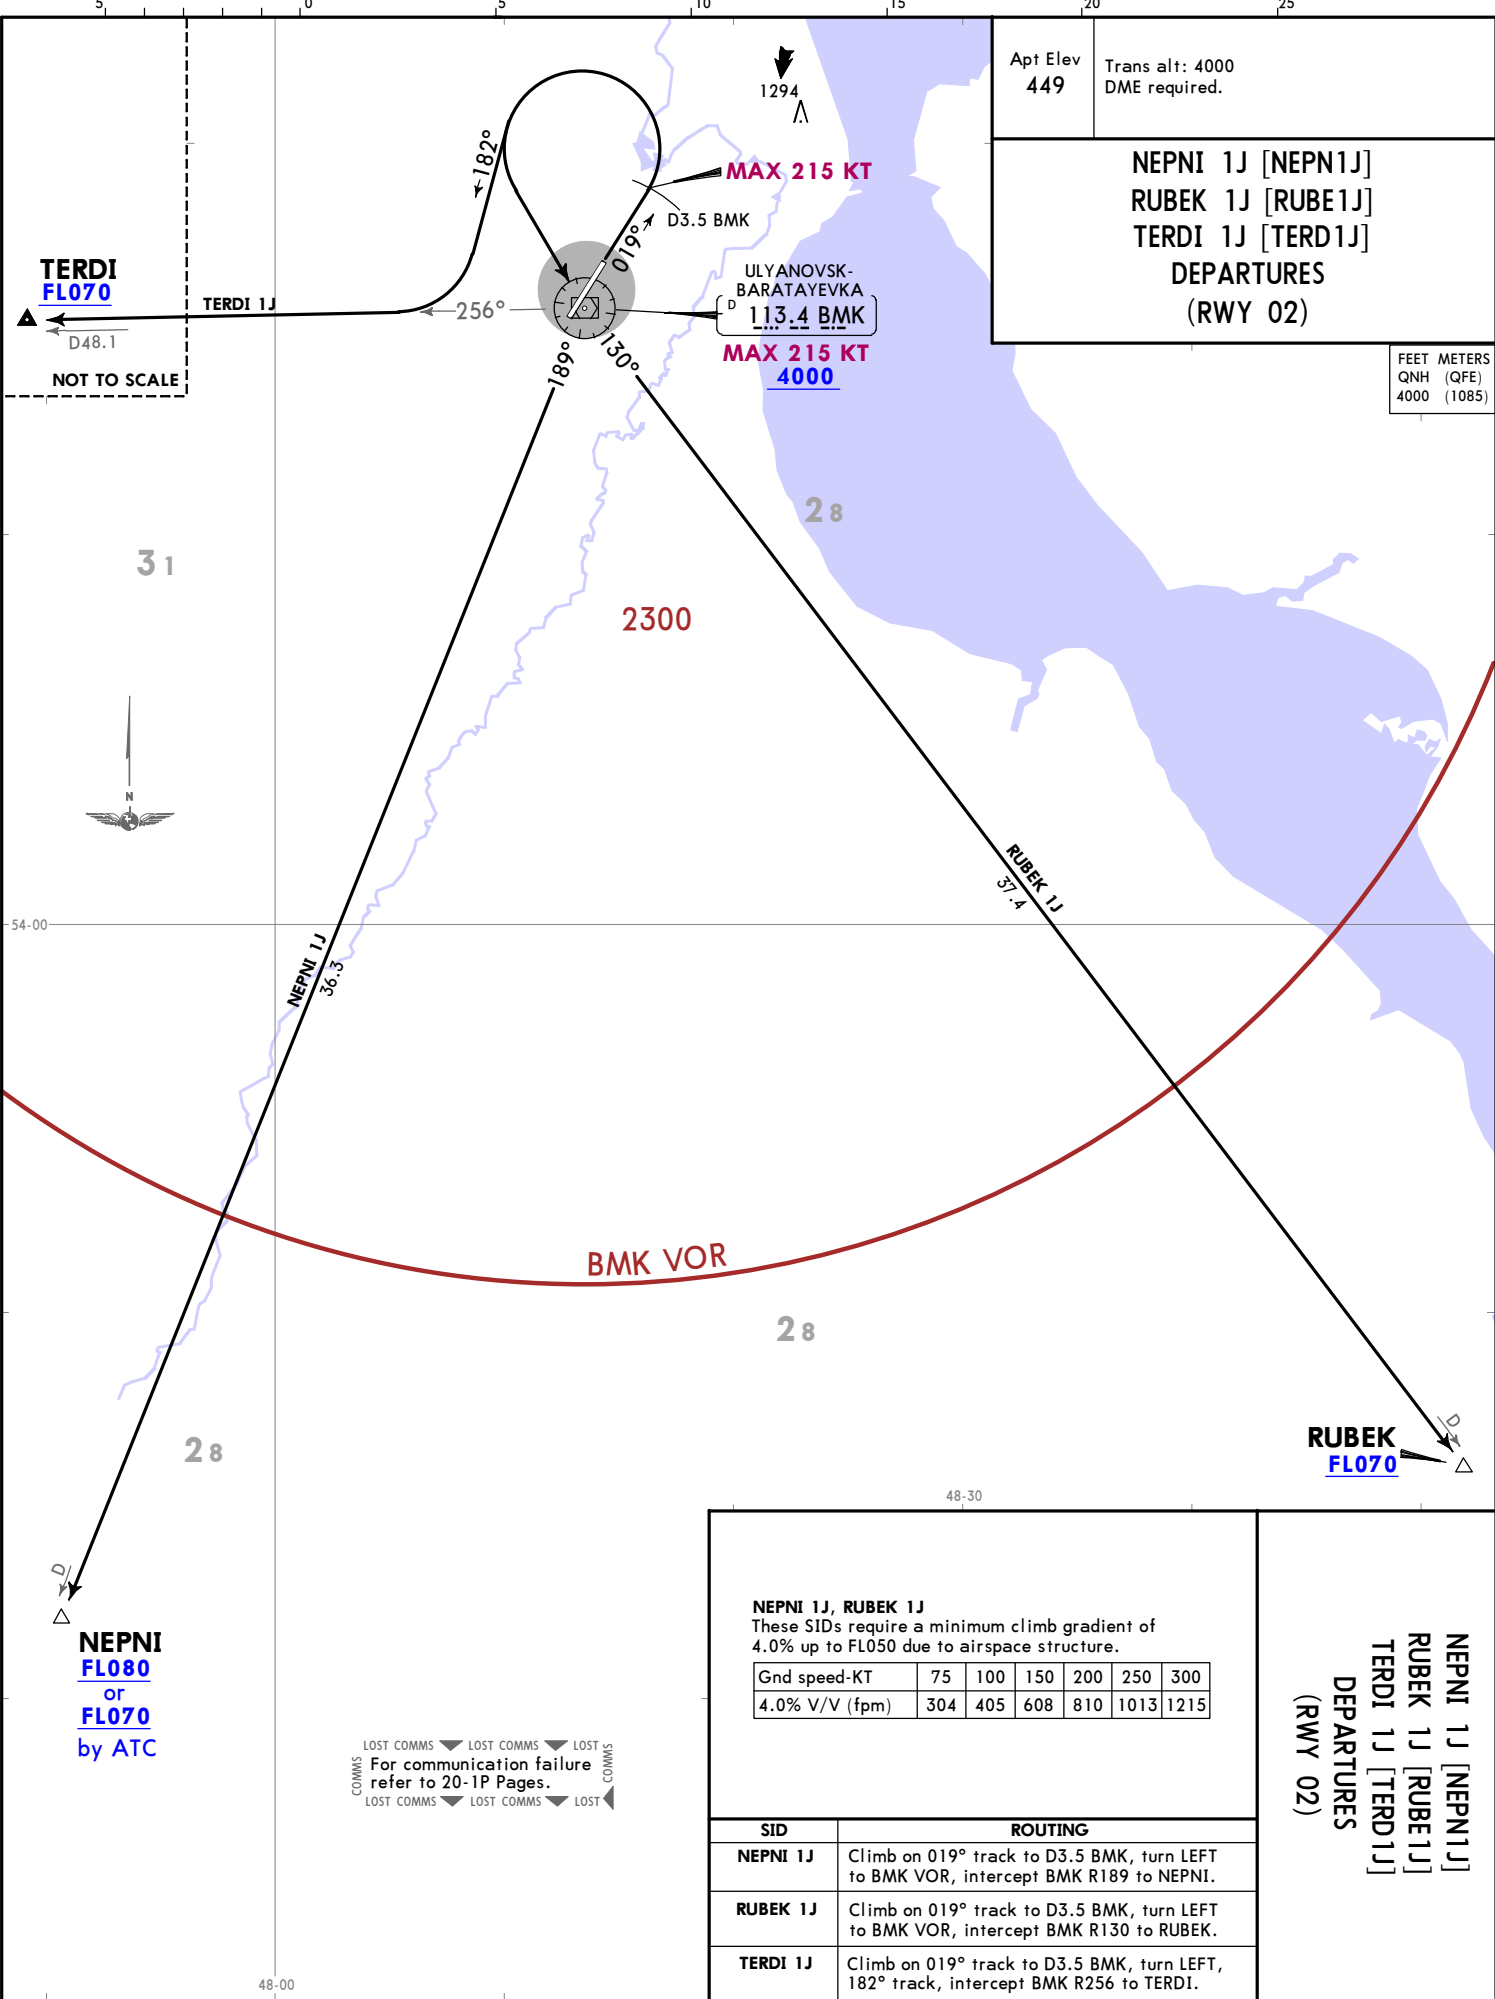 5 0 5 10 15 20 25
Apt Elev
449
Trans alt: 4000
DME required.
NEPNI 1J [NEPN1J]
RUBEK 1J [RUBE1J]
TERDI 1J [TERD1J]
DEPARTURES
(RWY 02)
FEET METERS
QNH (QFE)
4000 (1085)
1294
182°
MAX 215 KT
D3.5 BMK
019°
TERDI
FL070
TERDI 1J
D48.1
NOT TO SCALE
256°
ULYANOVSK-
BARATAYEVKA
D 113.4 BMK
MAX 215 KT
4000
189°
130°
28
31
2300
N
RUBEK 1J
37.4
54-00
NEPNI 1J
36.3
BMK VOR
28
28
D
RUBEK
FL070
48-30
D
NEPNI
FL080
or
FL070
by ATC
LOST COMMS LOST COMMS LOST
COMMS
For communication failure
refer to 20-1P Pages.
COMMS
LOST COMMS LOST COMMS LOST
NEPNI 1J, RUBEK 1J
These SIDs require a minimum climb gradient of
4.0% up to FL050 due to airspace structure.
Gnd speed-KT 75 100 150 200 250 300
4.0% V/V (fpm) 304 405 608 810 1013 1215
NEPNI 1J [NEPN1J]
RUBEK 1J [RUBE1J]
TERDI 1J [TERD1J]
DEPARTURES
(RWY 02)
SID ROUTING
NEPNI 1J Climb on 019° track to D3.5 BMK, turn LEFT
to BMK VOR, intercept BMK R189 to NEPNI.
RUBEK 1J Climb on 019° track to D3.5 BMK, turn LEFT
to BMK VOR, intercept BMK R130 to RUBEK.
TERDI 1J Climb on 019° track to D3.5 BMK, turn LEFT,
182° track, intercept BMK R256 to TERDI.
48-00